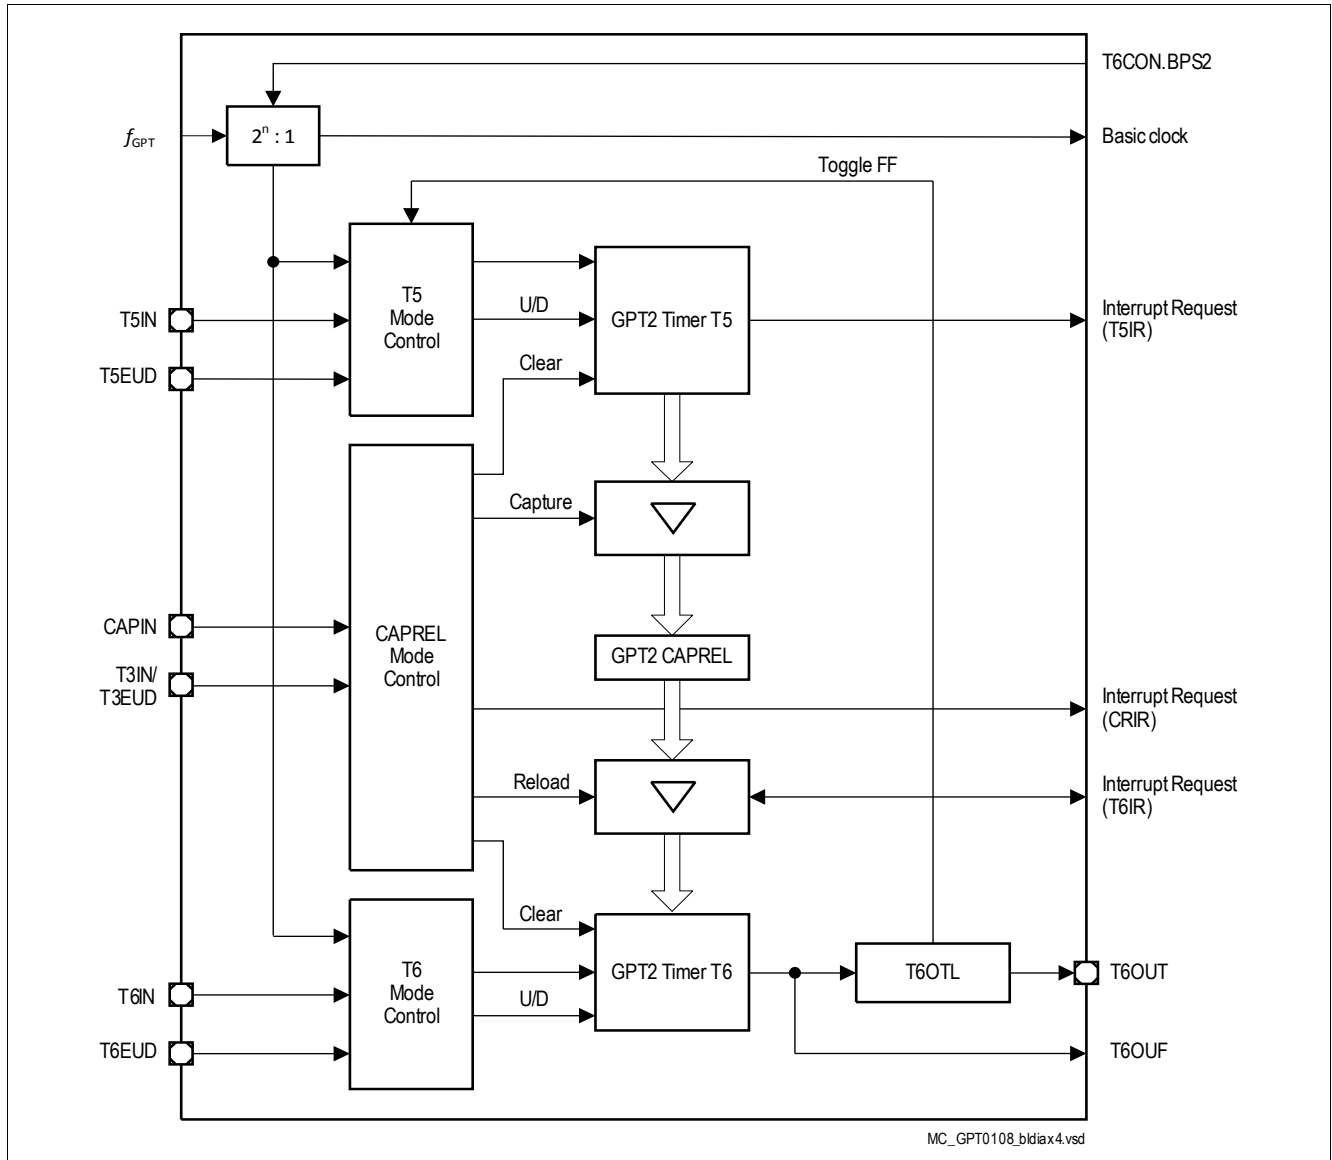 T6CON.BPS2
fGPT
2n : 1
Basic clock
Toggle FF
T5
Mode
Control
U/D
GPT2 Timer T5
Interrupt Request
(T5IR)
T5IN
T5EUD
Clear
Capture
CAPIN
T3IN/
T3EUD
CAPREL
Mode
Control
GPT2 CAPREL
Interrupt Request
(CRIR)
Reload
Interrupt Request
(T6IR)
Clear
T6
Mode
Control
GPT2 Timer T6
T6OTL
T6OUT
T6IN
U/D
T6EUD
T6OUF
MC_GPT0108_bldiax4.vsd